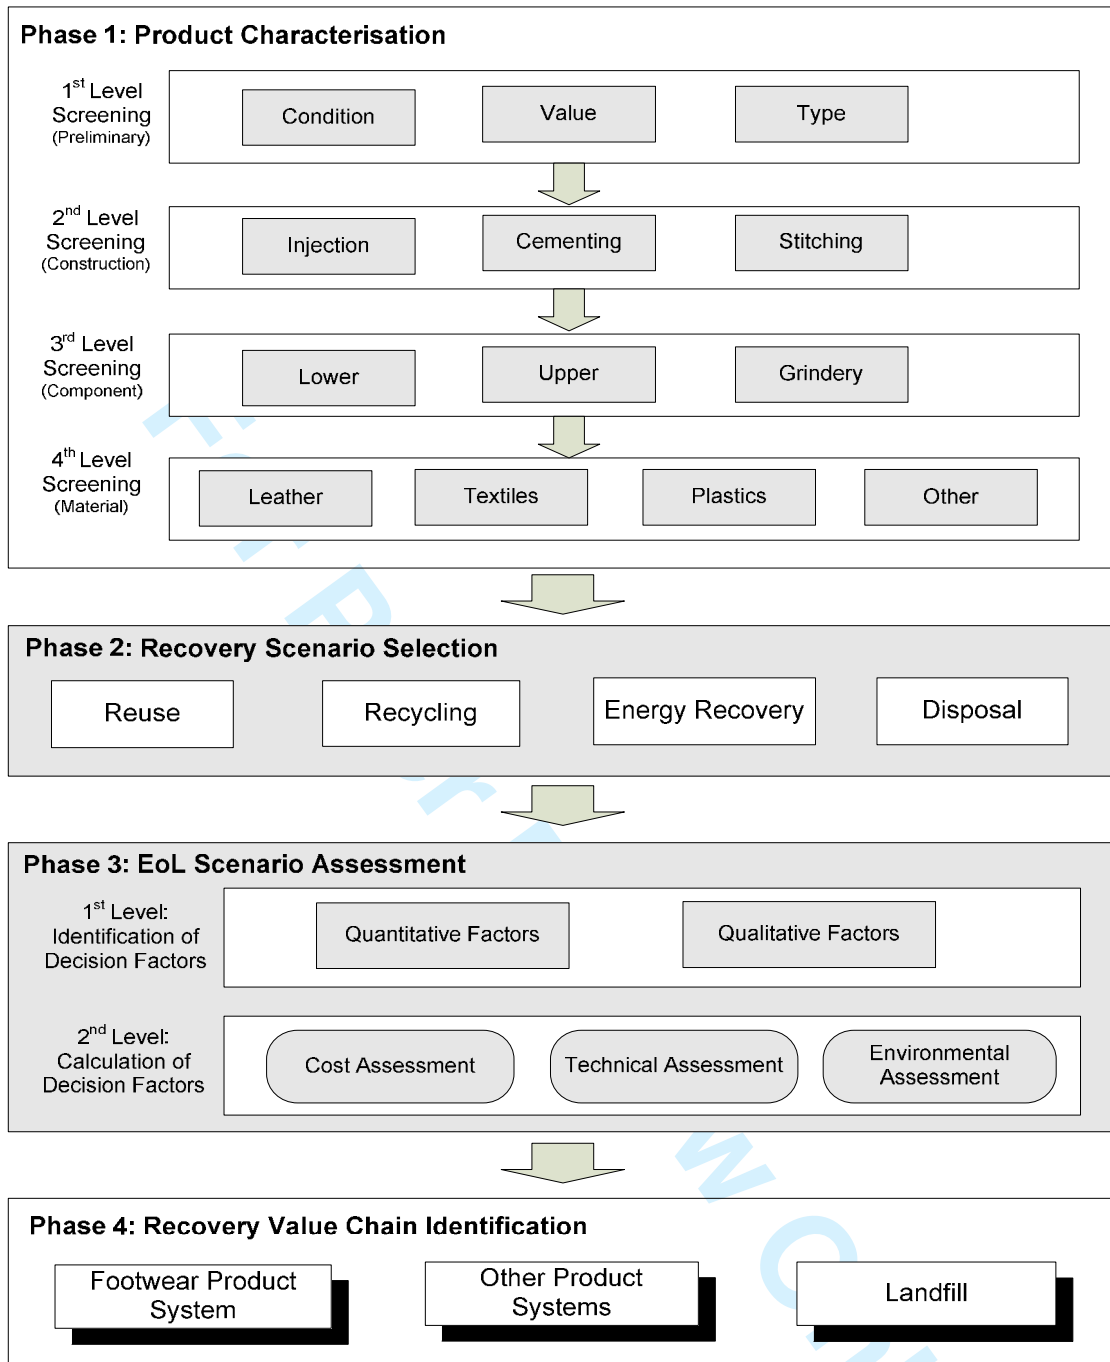 Phase 1: Product Characterisation
1st Level
Screening
(Preliminary)
Condition
Value
Type
2nd Level
Screening
(Construction)
Injection
Cementing
Stitching
3rd Level
Screening
(Component)
Lower
Upper
Grindery
4th Level
Screening
(Material)
Leather
Textiles
Plastics
Other
Phase 2: Recovery Scenario Selection
Reuse
Recycling
Energy Recovery
Disposal
Phase 3: EoL Scenario Assessment
1st Level:
Identification of
Decision Factors
Quantitative Factors
Qualitative Factors
2nd Level:
Calculation of
Decision Factors
Cost Assessment
Technical Assessment
Environmental
Assessment
Phase 4: Recovery Value Chain Identification
Footwear Product
System
Other Product
Systems
Landfill